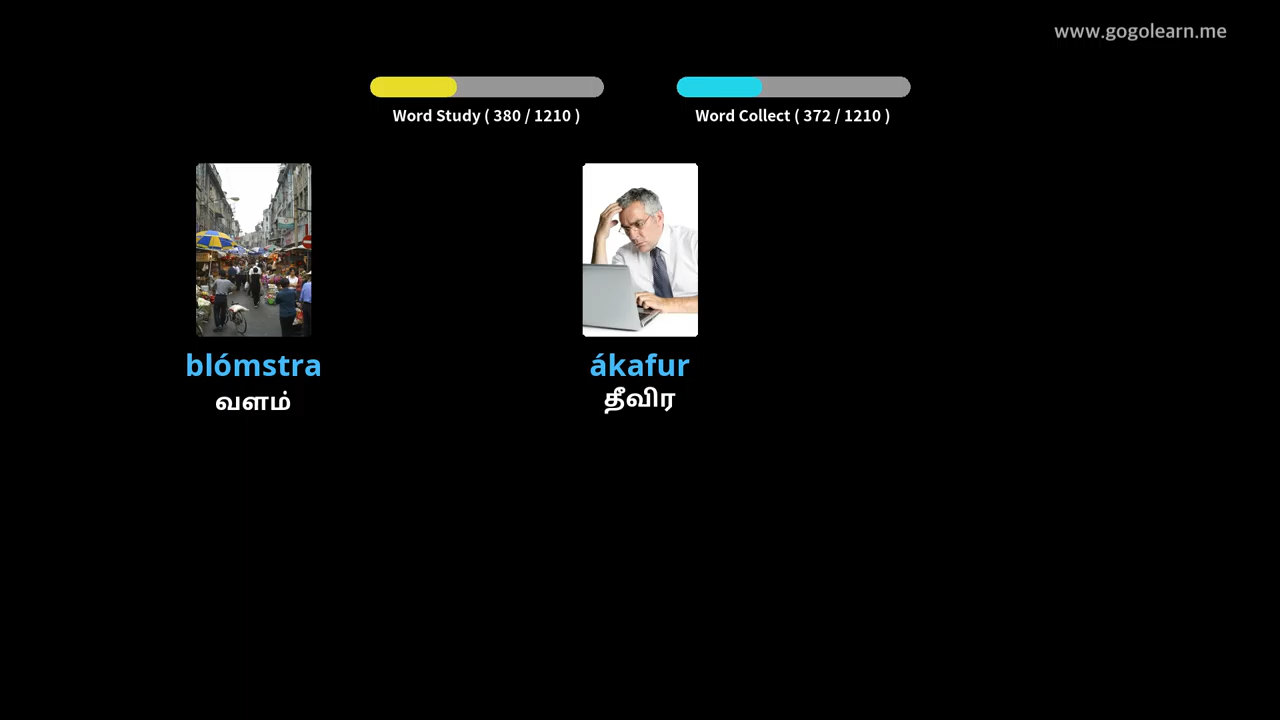 www.gogolearn.me
Word Study ( 380 / 1210 )
Word Collect ( 372 / 1210 )
blómstra
வளம்
ákafur
தீவிர